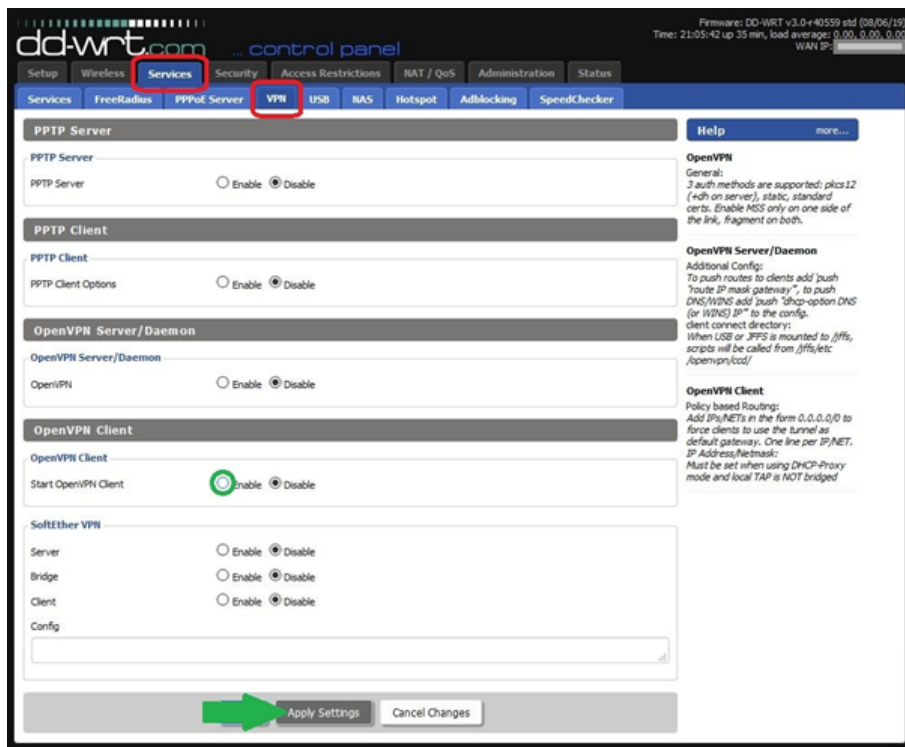 Firmware: DD-WRT v3.0-r40559 std (08/06/19)
Time: 21:05:42 up 35 min, load average: 0.00, 0.00, 0.00
WAN IP:
dd-wrt.com ... control panel
Setup Wireless Services Security Access Restrictions NAT / QoS Administration Status
Services FreeRadius PPPoE Server VPN USB NAS Hotspot Adblocking SpeedChecker
PPTP Server
PPTP Server
PPTP Server Enable Disable
PPTP Client
PPTP Client
PPTP Client Options Enable Disable
OpenVPN Server/Daemon
OpenVPN Server/Daemon
OpenVPN Enable Disable
OpenVPN Client
OpenVPN Client
Start OpenVPN Client Enable Disable
SoftEther VPN
Server Enable Disable
Bridge Enable Disable
Client Enable Disable
Config
Apply Settings Cancel Changes
Help more...
OpenVPN
General:
3 auth methods are supported: pkcs12
(+dh on server), static, standard
certs. Enable MSS only on one side of
the link, fragment on both.
OpenVPN Server/Daemon
Additional Config:
To push routes to clients add 'push
"route IP mask gateway"', to push
DNS/WINS add 'push "dhcp-option DNS
(or WINS) IP"' to the config.
client connect directory:
When USB or JFFS is mounted to /jffs,
scripts will be called from /jffs/etc
/openvpn/ccd/
OpenVPN Client
Policy based Routing:
Add IPs/NETs in the form 0.0.0.0/0 to
force clients to use the tunnel as
default gateway. One line per IP/NET.
IP Address/Netmask:
Must be set when using DHCP-Proxy
mode and local TAP is NOT bridged